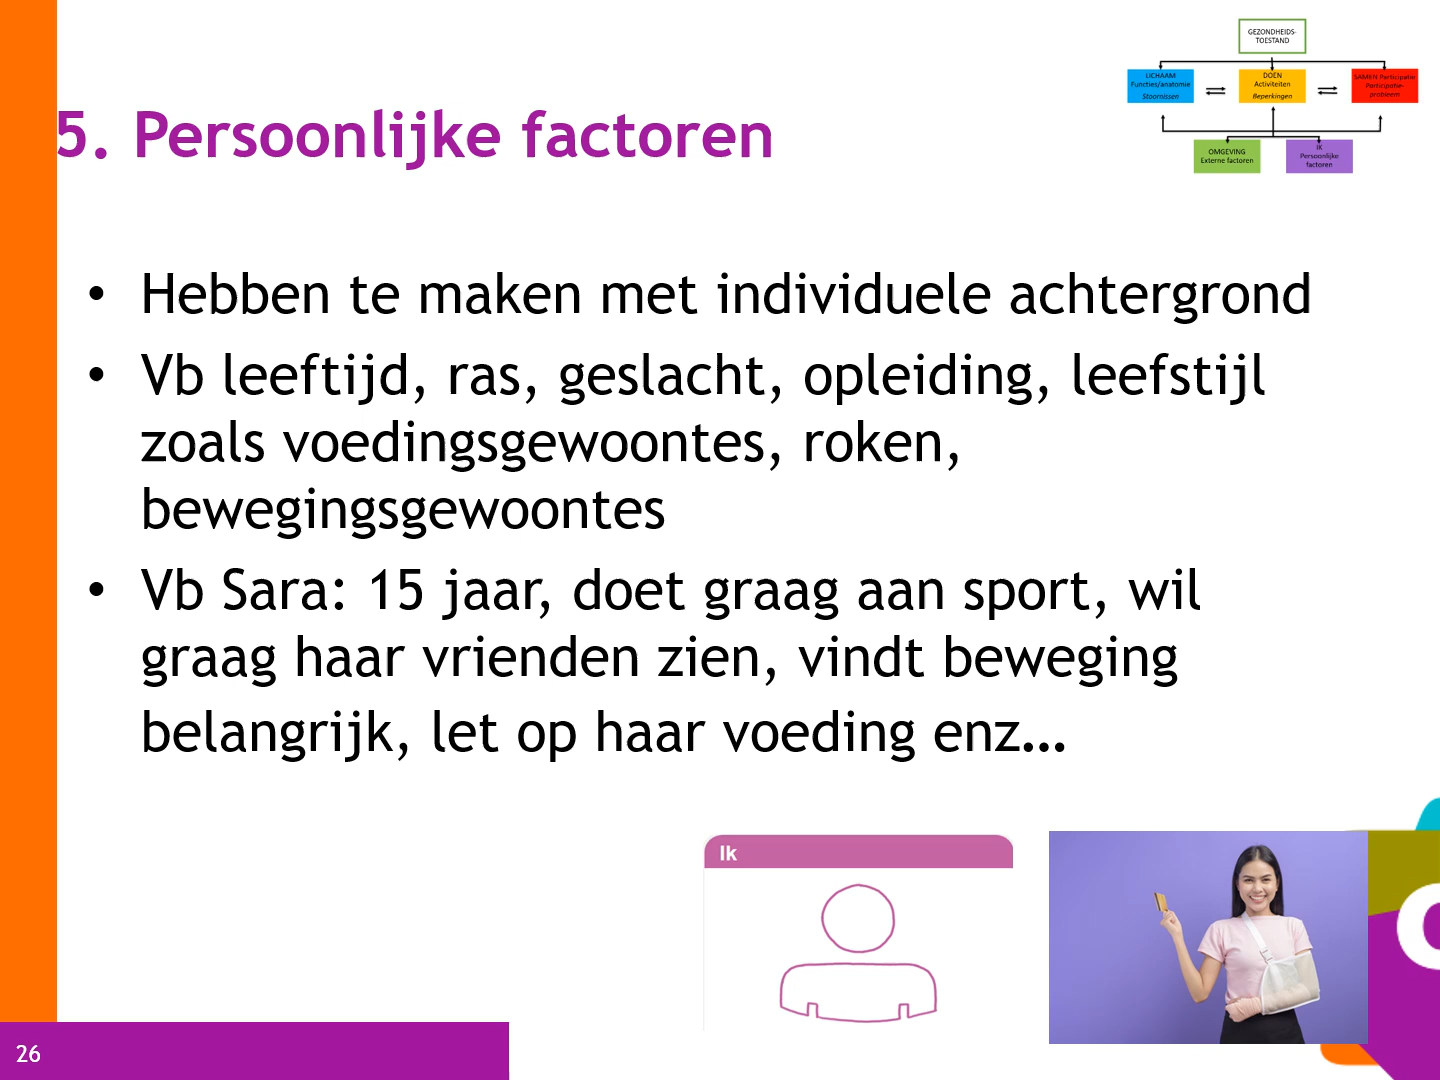 GEZONDHEIDS-
TOESTAND
LICHAAM
Functies/anatomie
Stoornissen
DOEN
Activiteiten
Beperkingen
SAMEN Participatie
Participatie-
probleem
OMGEVING
Externe factoren
IK
Persoonlijke
factoren
5. Persoonlijke factoren
• Hebben te maken met individuele achtergrond
• Vb leeftijd, ras, geslacht, opleiding, leefstijl
zoals voedingsgewoontes, roken,
bewegingsgewoontes
• Vb Sara: 15 jaar, doet graag aan sport, wil
graag haar vrienden zien, vindt beweging
belangrijk, let op haar voeding enz…
Ik
26